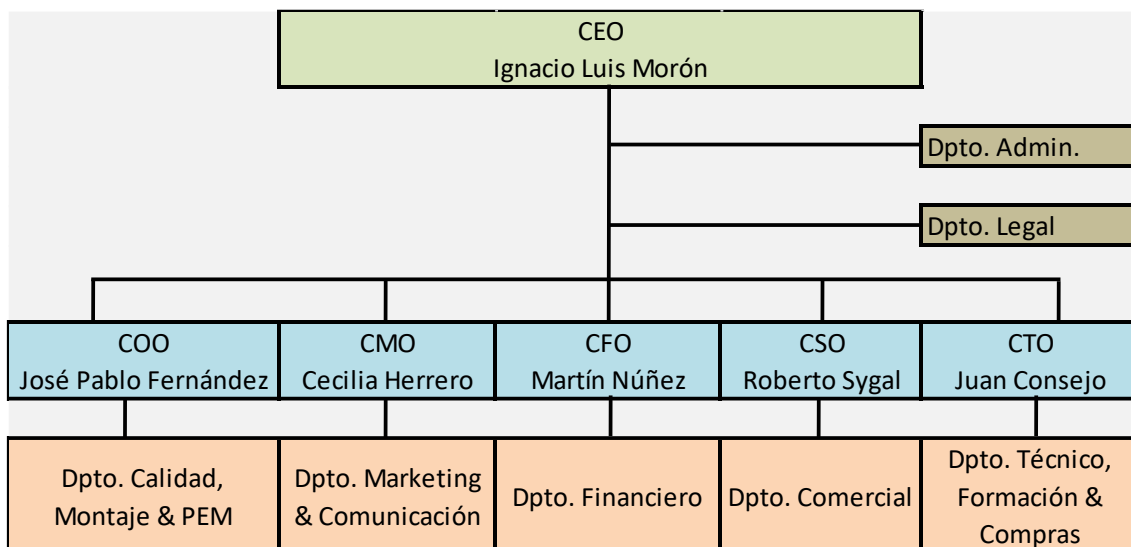 CEO
Ignacio Luis Morón
Dpto. Admin.
Dpto. Legal
COO
José Pablo Fernández
CMO
Cecilia Herrero
CFO
Martín Núñez
CSO
Roberto Sygal
CTO
Juan Consejo
Dpto. Calidad,
Montaje & PEM
Dpto. Marketing
& Comunicación
Dpto. Financiero
Dpto. Comercial
Dpto. Técnico,
Formación &
Compras